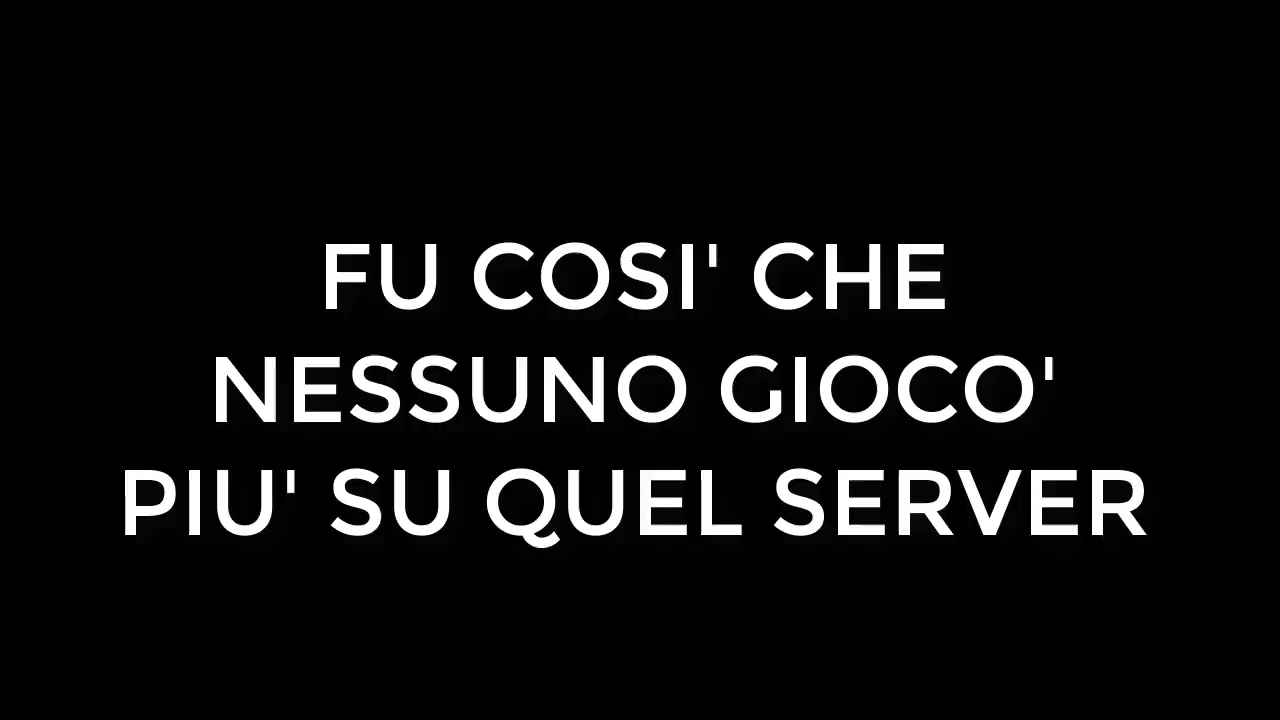 FU COSI' CHE
NESSUNO GIOCO'
PIU' SU QUEL SERVER